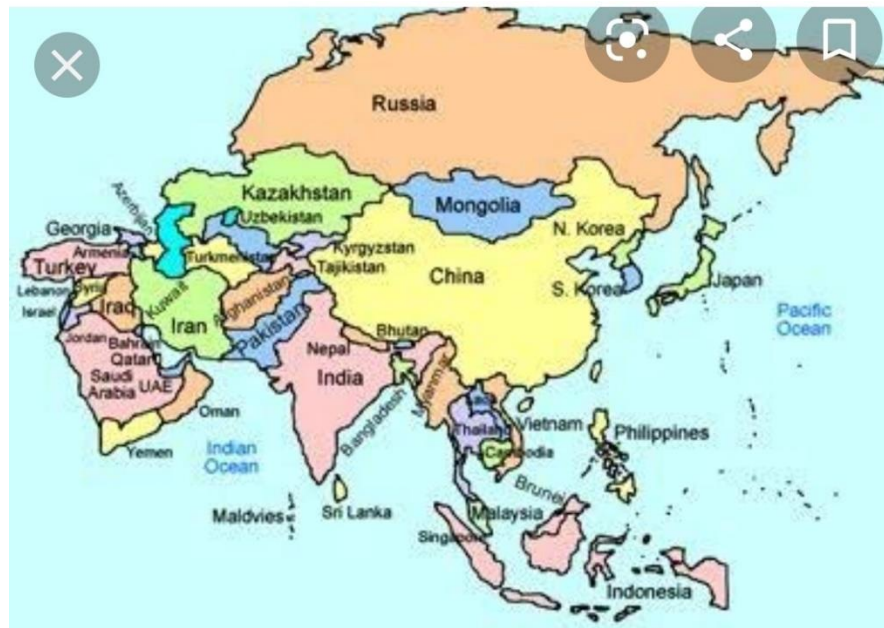 Russia
Kazakhstan
Azerbijan
Uzbekistan
Mongolia
Georgia
N. Korea
Armenia
Turkmenistan
Kyrgyzstan
Turkey
Tajikistan
China
Lebanon
Syria
Afghanistan
S. Korea
Japan
Israel
Iraq
Kuwait
Iran
Pacific
Ocean
Jordan
Bahrain
Pakistan
Bhutan
Qatar
Nepal
Saudi
Arabia
UAE
India
Myanmar
Laos
Oman
Bangladesh
Vietnam
Thailand
Philippines
Yemen
Indian
Ocean
Cambodia
Brunei
Maldvies
Sri Lanka
Malaysia
Singapore
Indonesia